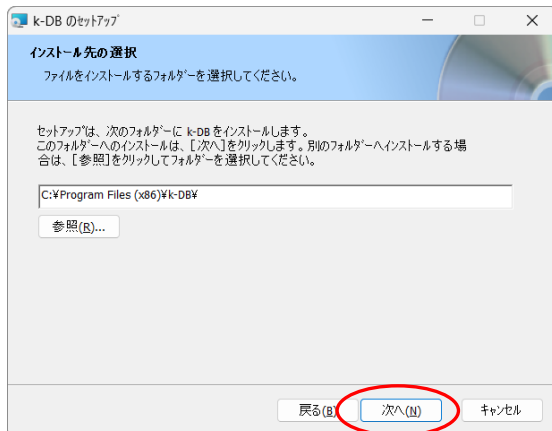 k-DB のｾｯﾄｱｯﾌﾟ
ｲﾝｽﾄｰﾙ先の選択
ﾌｧｲﾙをｲﾝｽﾄｰﾙするﾌｫﾙﾀﾞｰを選択してください。
ｾｯﾄｱｯﾌﾟは、次のﾌｫﾙﾀﾞｰに k-DB をｲﾝｽﾄｰﾙします。
このﾌｫﾙﾀﾞｰへのｲﾝｽﾄｰﾙは、[次へ]をｸﾘｯｸします。別のﾌｫﾙﾀﾞｰへｲﾝｽﾄｰﾙする場
合は、[参照]をｸﾘｯｸしてﾌｫﾙﾀﾞｰを選択してください。
C:¥Program Files (x86)¥k-DB¥
参照(R)...
戻る(B) 次へ(N) ｷｬﾝｾﾙ